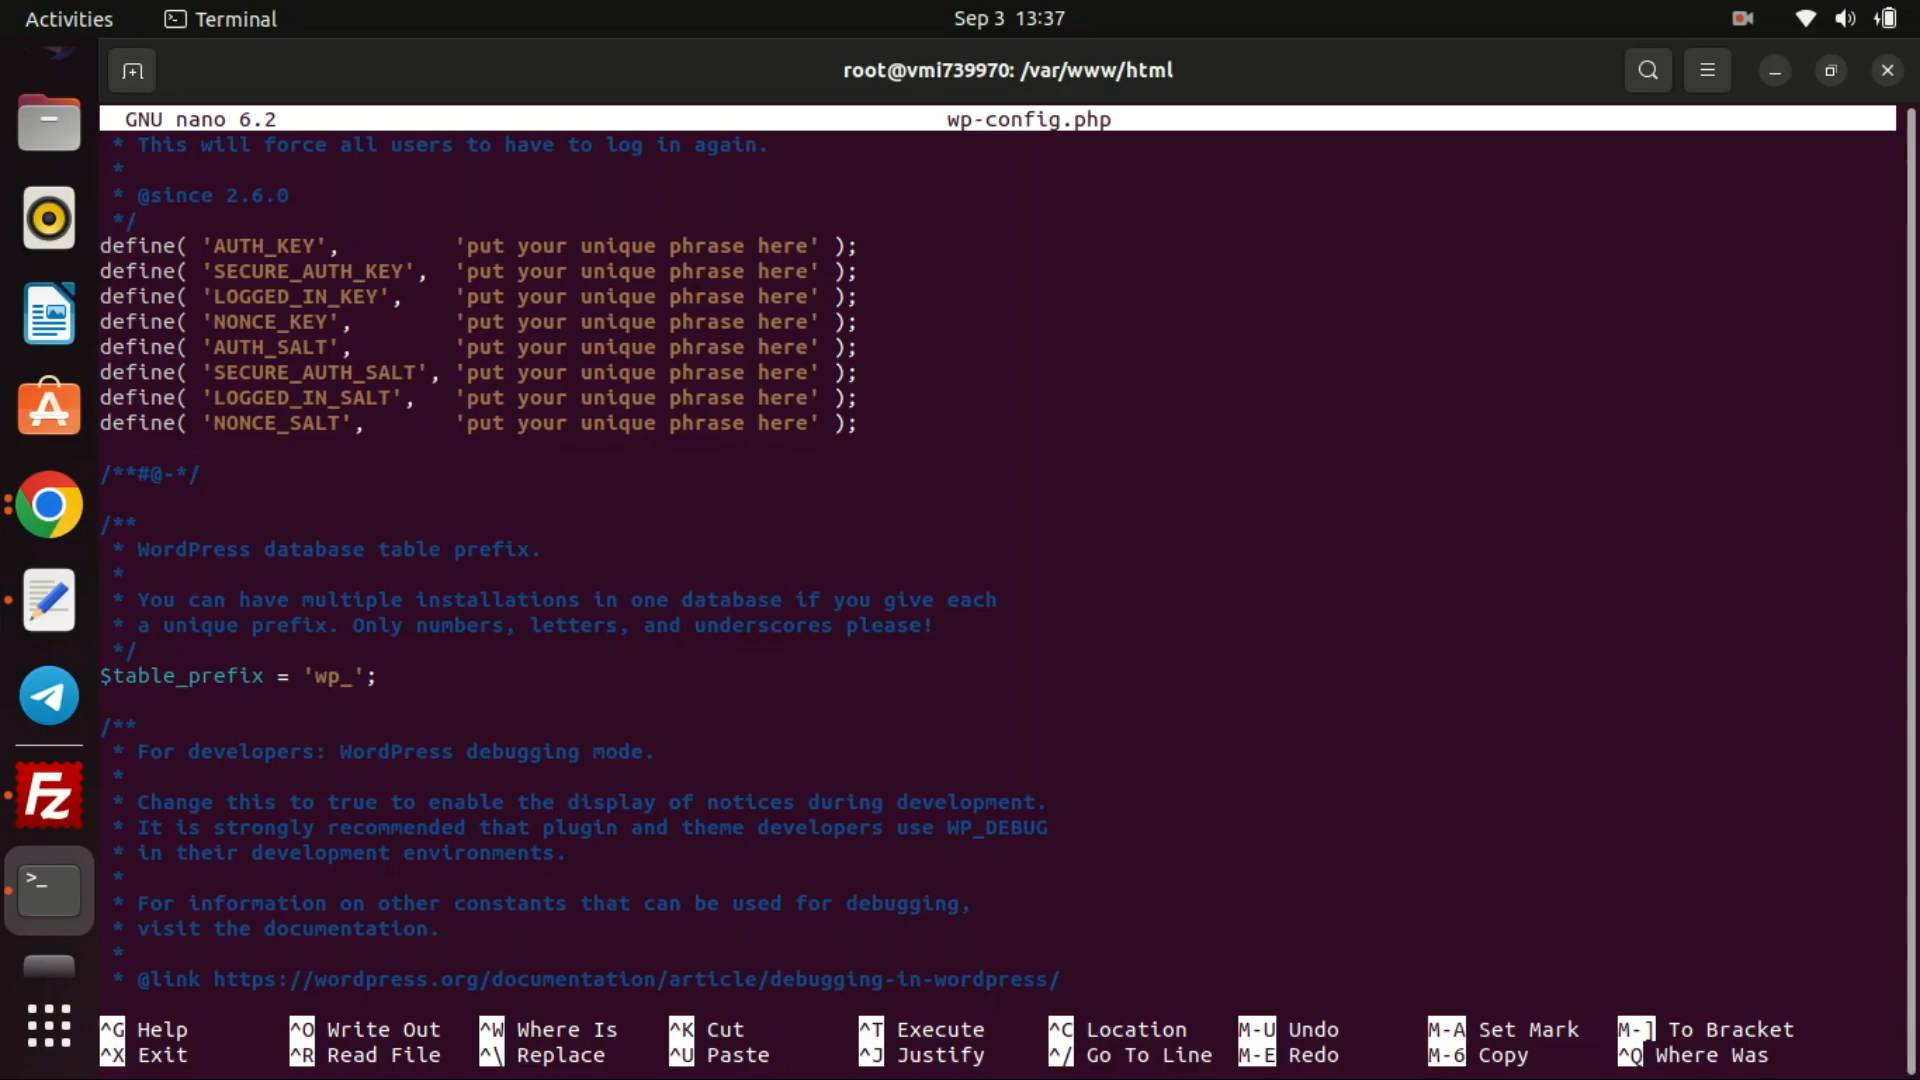 Activities Terminal Sep 3 13:37
root@vmi739970: /var/www/html
GNU nano 6.2 wp-config.php
* This will force all users to have to log in again.
*
* @since 2.6.0
*/
define( 'AUTH_KEY', 'put your unique phrase here' );
define( 'SECURE_AUTH_KEY', 'put your unique phrase here' );
define( 'LOGGED_IN_KEY', 'put your unique phrase here' );
define( 'NONCE_KEY', 'put your unique phrase here' );
define( 'AUTH_SALT', 'put your unique phrase here' );
define( 'SECURE_AUTH_SALT', 'put your unique phrase here' );
define( 'LOGGED_IN_SALT', 'put your unique phrase here' );
define( 'NONCE_SALT', 'put your unique phrase here' );
/**#@-*/
/**
* WordPress database table prefix.
*
* You can have multiple installations in one database if you give each
* a unique prefix. Only numbers, letters, and underscores please!
*/
$table_prefix = 'wp_';
/**
* For developers: WordPress debugging mode.
*
* Change this to true to enable the display of notices during development.
* It is strongly recommended that plugin and theme developers use WP_DEBUG
* in their development environments.
*
* For information on other constants that can be used for debugging,
* visit the documentation.
*
* @link https://wordpress.org/documentation/article/debugging-in-wordpress/
^G Help ^O Write Out ^W Where Is ^K Cut ^T Execute ^C Location M-U Undo M-A Set Mark M-] To Bracket
^X Exit ^R Read File ^\ Replace ^U Paste ^J Justify ^/ Go To Line M-E Redo M-6 Copy ^Q Where Was